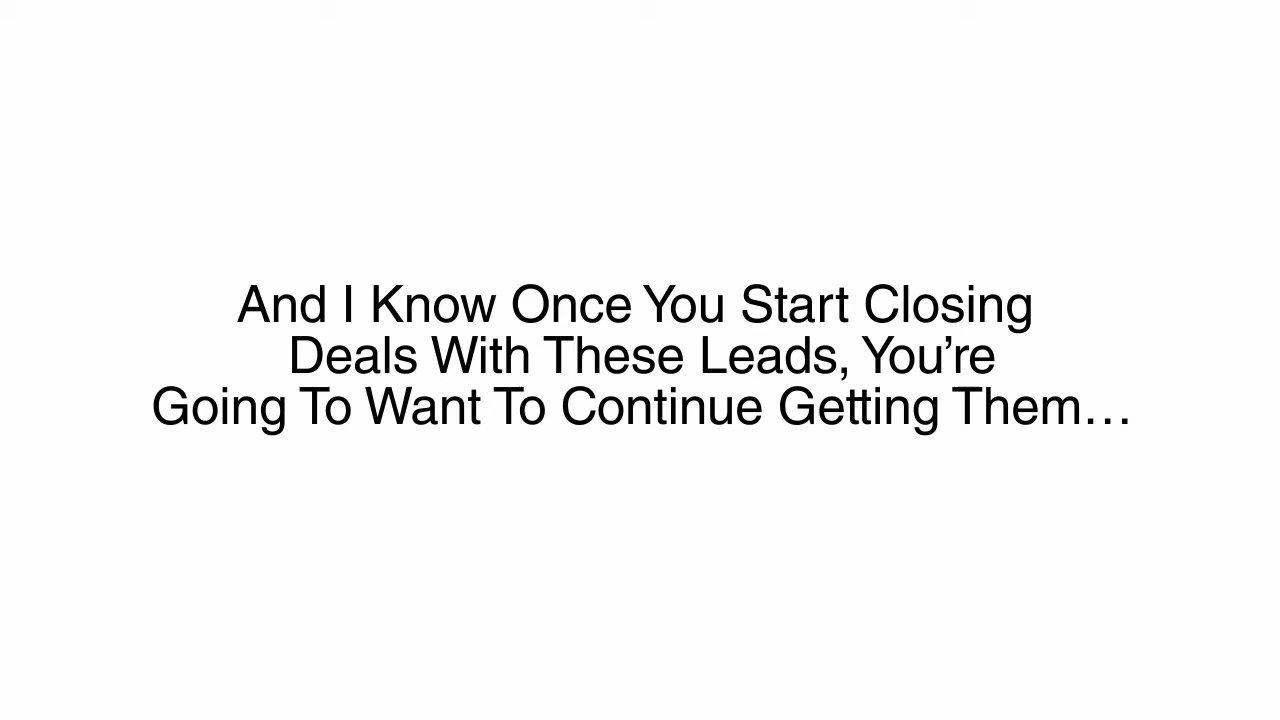 And I Know Once You Start Closing
Deals With These Leads, You’re
Going To Want To Continue Getting Them…